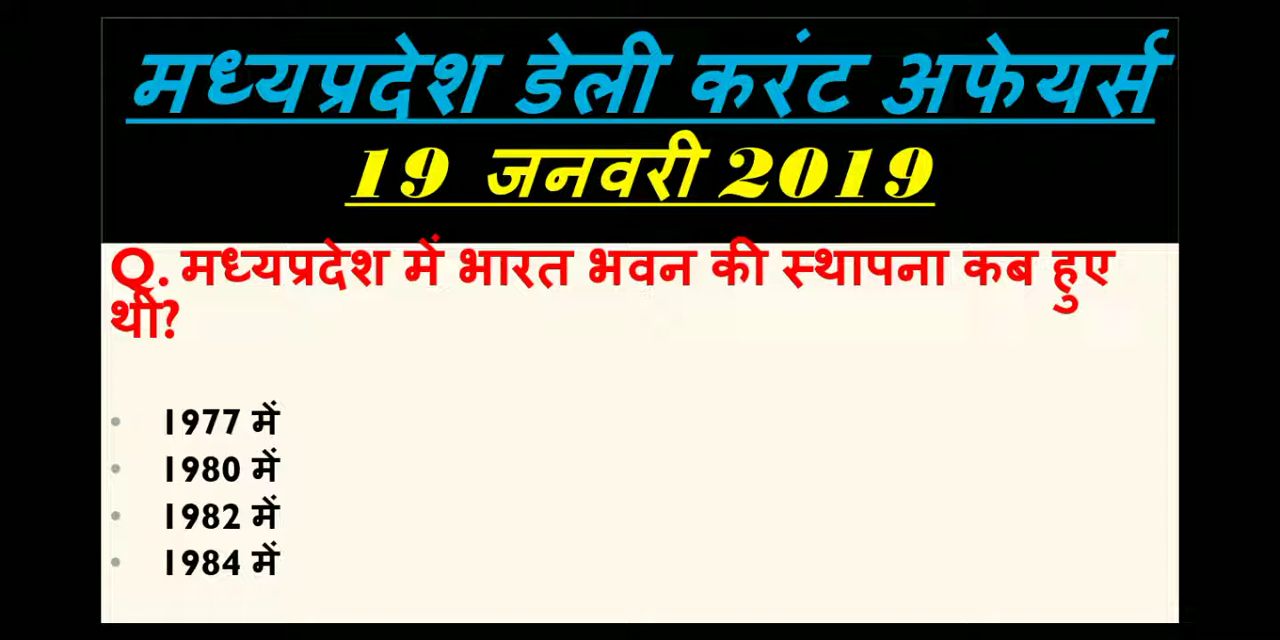 मध्यप्रदेश डेली करंट अफेयर्स
19 जनवरी 2019
Q. मध्यप्रदेश में भारत भवन की स्थापना कब हुए
थी?
• 1977 में
• 1980 में
• 1982 में
• 1984 में